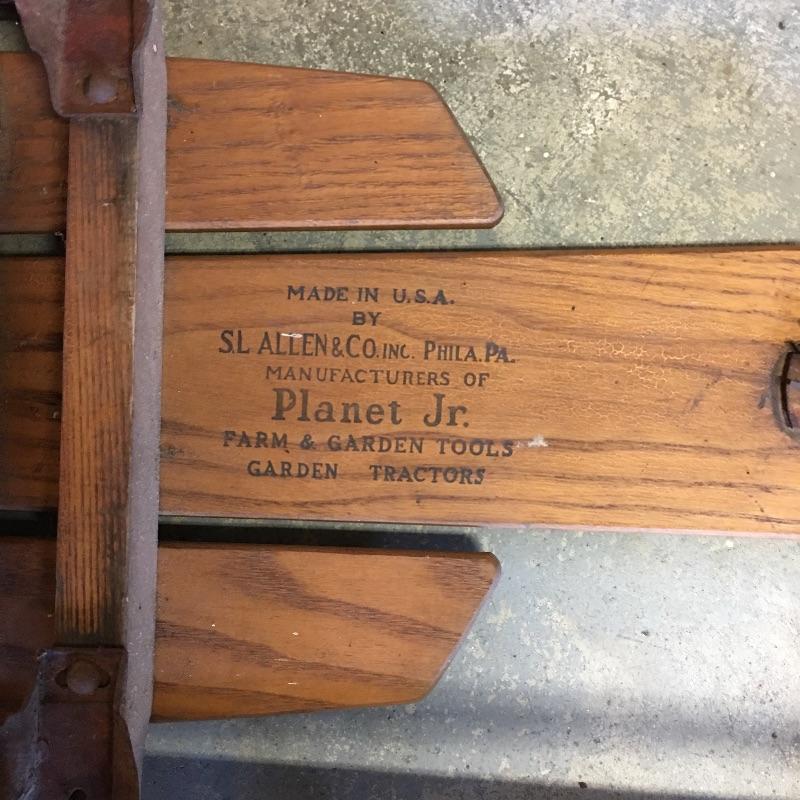 MADE IN U.S.A.
BY
S.L ALLEN & CO. INC. PHILA. PA.
MANUFACTURERS OF
Planet Jr.
FARM & GARDEN TOOLS
GARDEN TRACTORS